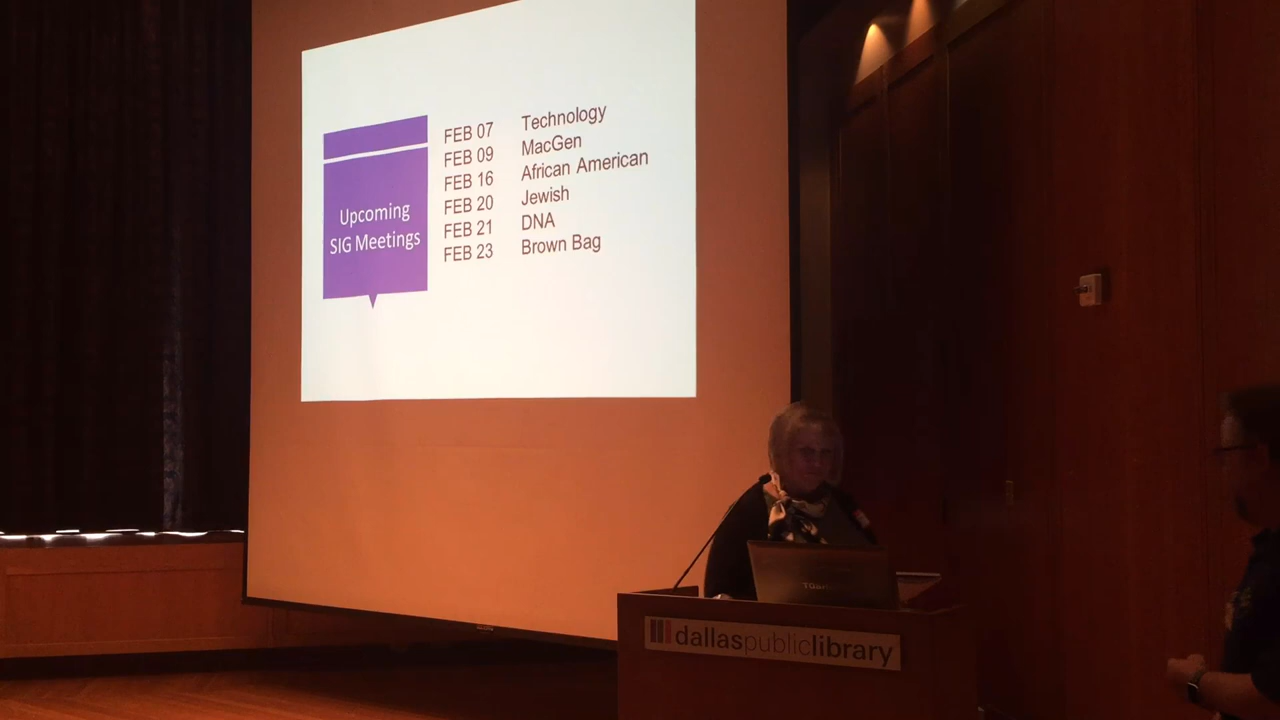 Upcoming
SIG Meetings
FEB 07 Technology
FEB 09 MacGen
FEB 16 African American
FEB 20 Jewish
FEB 21 DNA
FEB 23 Brown Bag
dallaspubliclibrary